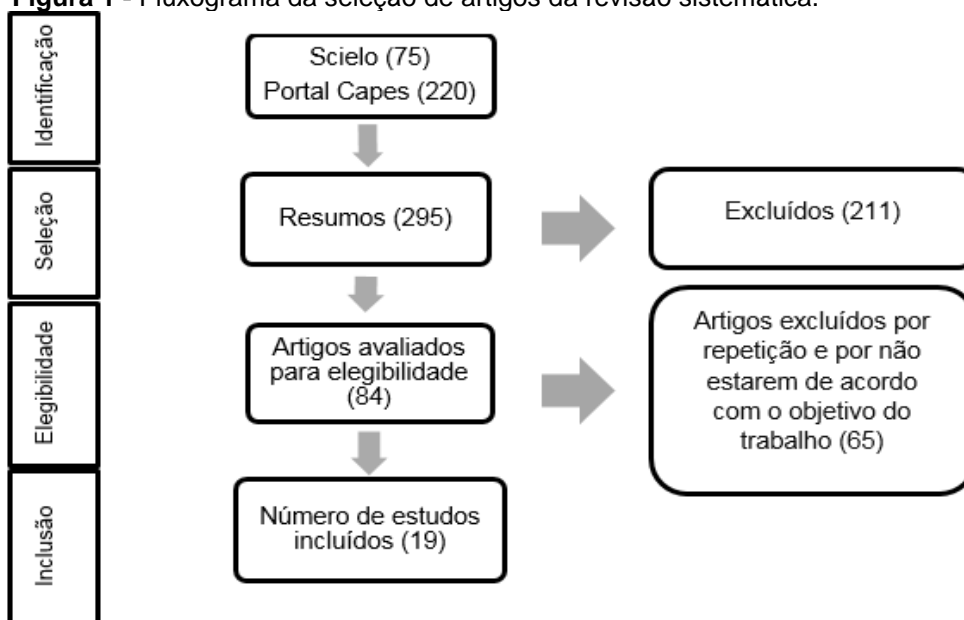 Figura 1 - Fluxograma da seleção de artigos da revisão sistemática.
Identificação
Scielo (75)
Portal Capes (220)
Seleção
Resumos (295)
Excluídos (211)
Elegibilidade
Artigos avaliados
para elegibilidade
(84)
Artigos excluídos por
repetição e por não
estarem de acordo
com o objetivo do
trabalho (65)
Inclusão
Número de estudos
incluídos (19)